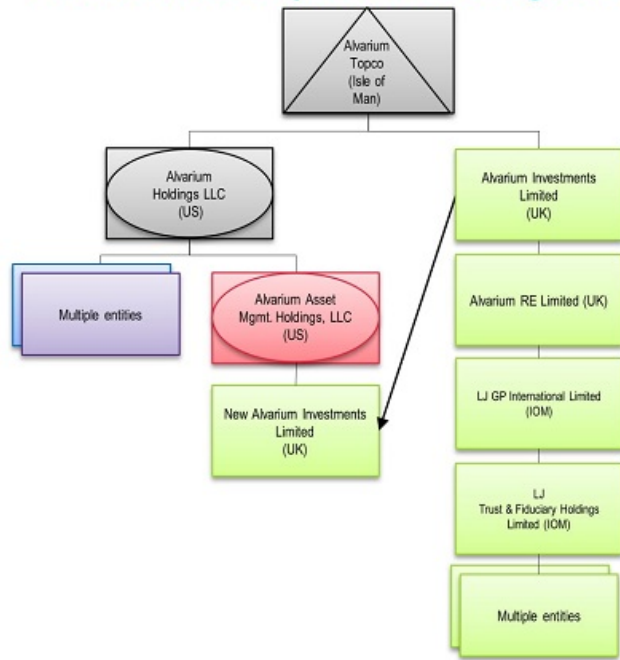 Alvarium
Topco
(Isle of
Man)
Alvarium
Holdings LLC
(US)
Alvarium Investments
Limited
(UK)
Multiple entities
Alvarium Asset
Mgmt. Holdings, LLC
(US)
Alvarium RE Limited (UK)
New Alvarium Investments
Limited
(UK)
LJ GP International Limited
(IOM)
LJ
Trust & Fiduciary Holdings
Limited (IOM)
Multiple entities